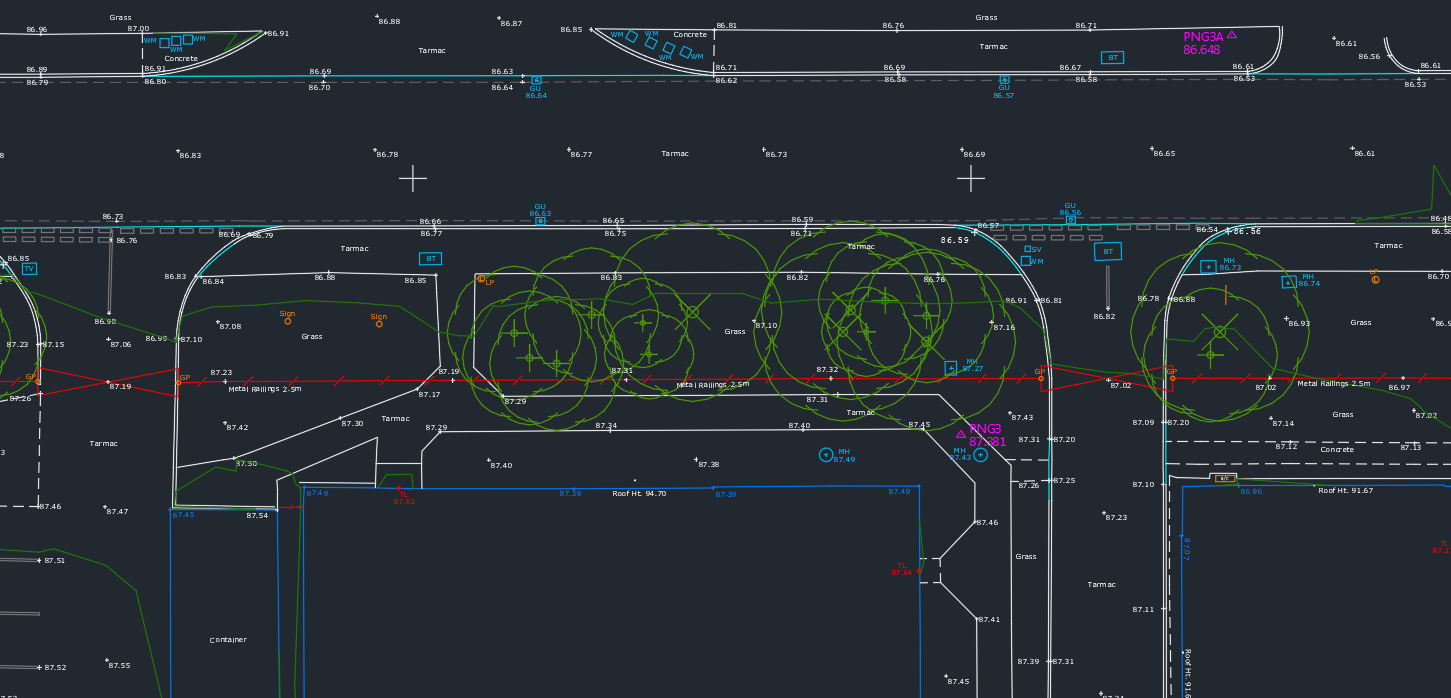 Grass
86.88
86.87
Grass
86.96
87.00
WM
WM
WM
86.91
Concrete
86.89
86.79
86.91
86.80
Tarmac
86.69
86.70
86.63
86.64
GU
86.64
86.85
WM
WM
WM
WM
Concrete
86.81
86.71
86.62
86.76
86.71
Tarmac
86.69
86.58
GU
86.57
86.67
86.58
BT
PNG3A
86.648
86.61
86.53
86.61
86.56
86.61
86.53
86.83
86.78
86.77
Tarmac
86.73
86.69
86.65
86.61
86.73
86.76
86.69
86.79
86.66
86.77
GU
86.63
86.65
86.75
86.59
86.71
86.57
86.59
GU
86.56
86.54
86.56
86.48
86.58
86.85
TV
Tarmac
BT
Tarmac
SV
WM
BT
MH
86.73
MH
86.74
Tarmac
86.83
86.84
86.88
86.85
LP
86.83
86.82
86.76
LP
86.70
86.98
Sign
Sign
86.91
86.81
86.82
86.78
86.88
87.23
87.15
87.06
86.99
87.10
87.08
Grass
Grass
87.10
87.16
86.93
Grass
GP
87.19
GP
87.23
Metal Railings 2.5m
87.19
87.31
Metal Railings 2.5m
87.32
MH
87.27
GP
87.02
GP
87.02
Metal Railings 2.5m
86.97
87.26
87.17
87.29
87.31
Tarmac
87.42
87.30
Tarmac
87.29
87.34
87.40
87.45
PNG3
87.381
87.43
87.31
87.20
87.09
87.20
87.14
Grass
87.02
Tarmac
87.50
87.40
87.38
MH
87.49
MH
87.43
87.12
Concrete
87.13
87.26
87.25
87.10
87.49
TL
87.62
87.39
Roof Ht. 94.70
87.39
87.49
86.96
Roof Ht. 91.67
87.46
87.47
87.45
87.54
87.46
87.23
87.07
87.51
Grass
TL
87.64
Tarmac
87.11
87.41
Container
87.52
87.55
87.39
87.31
87.45